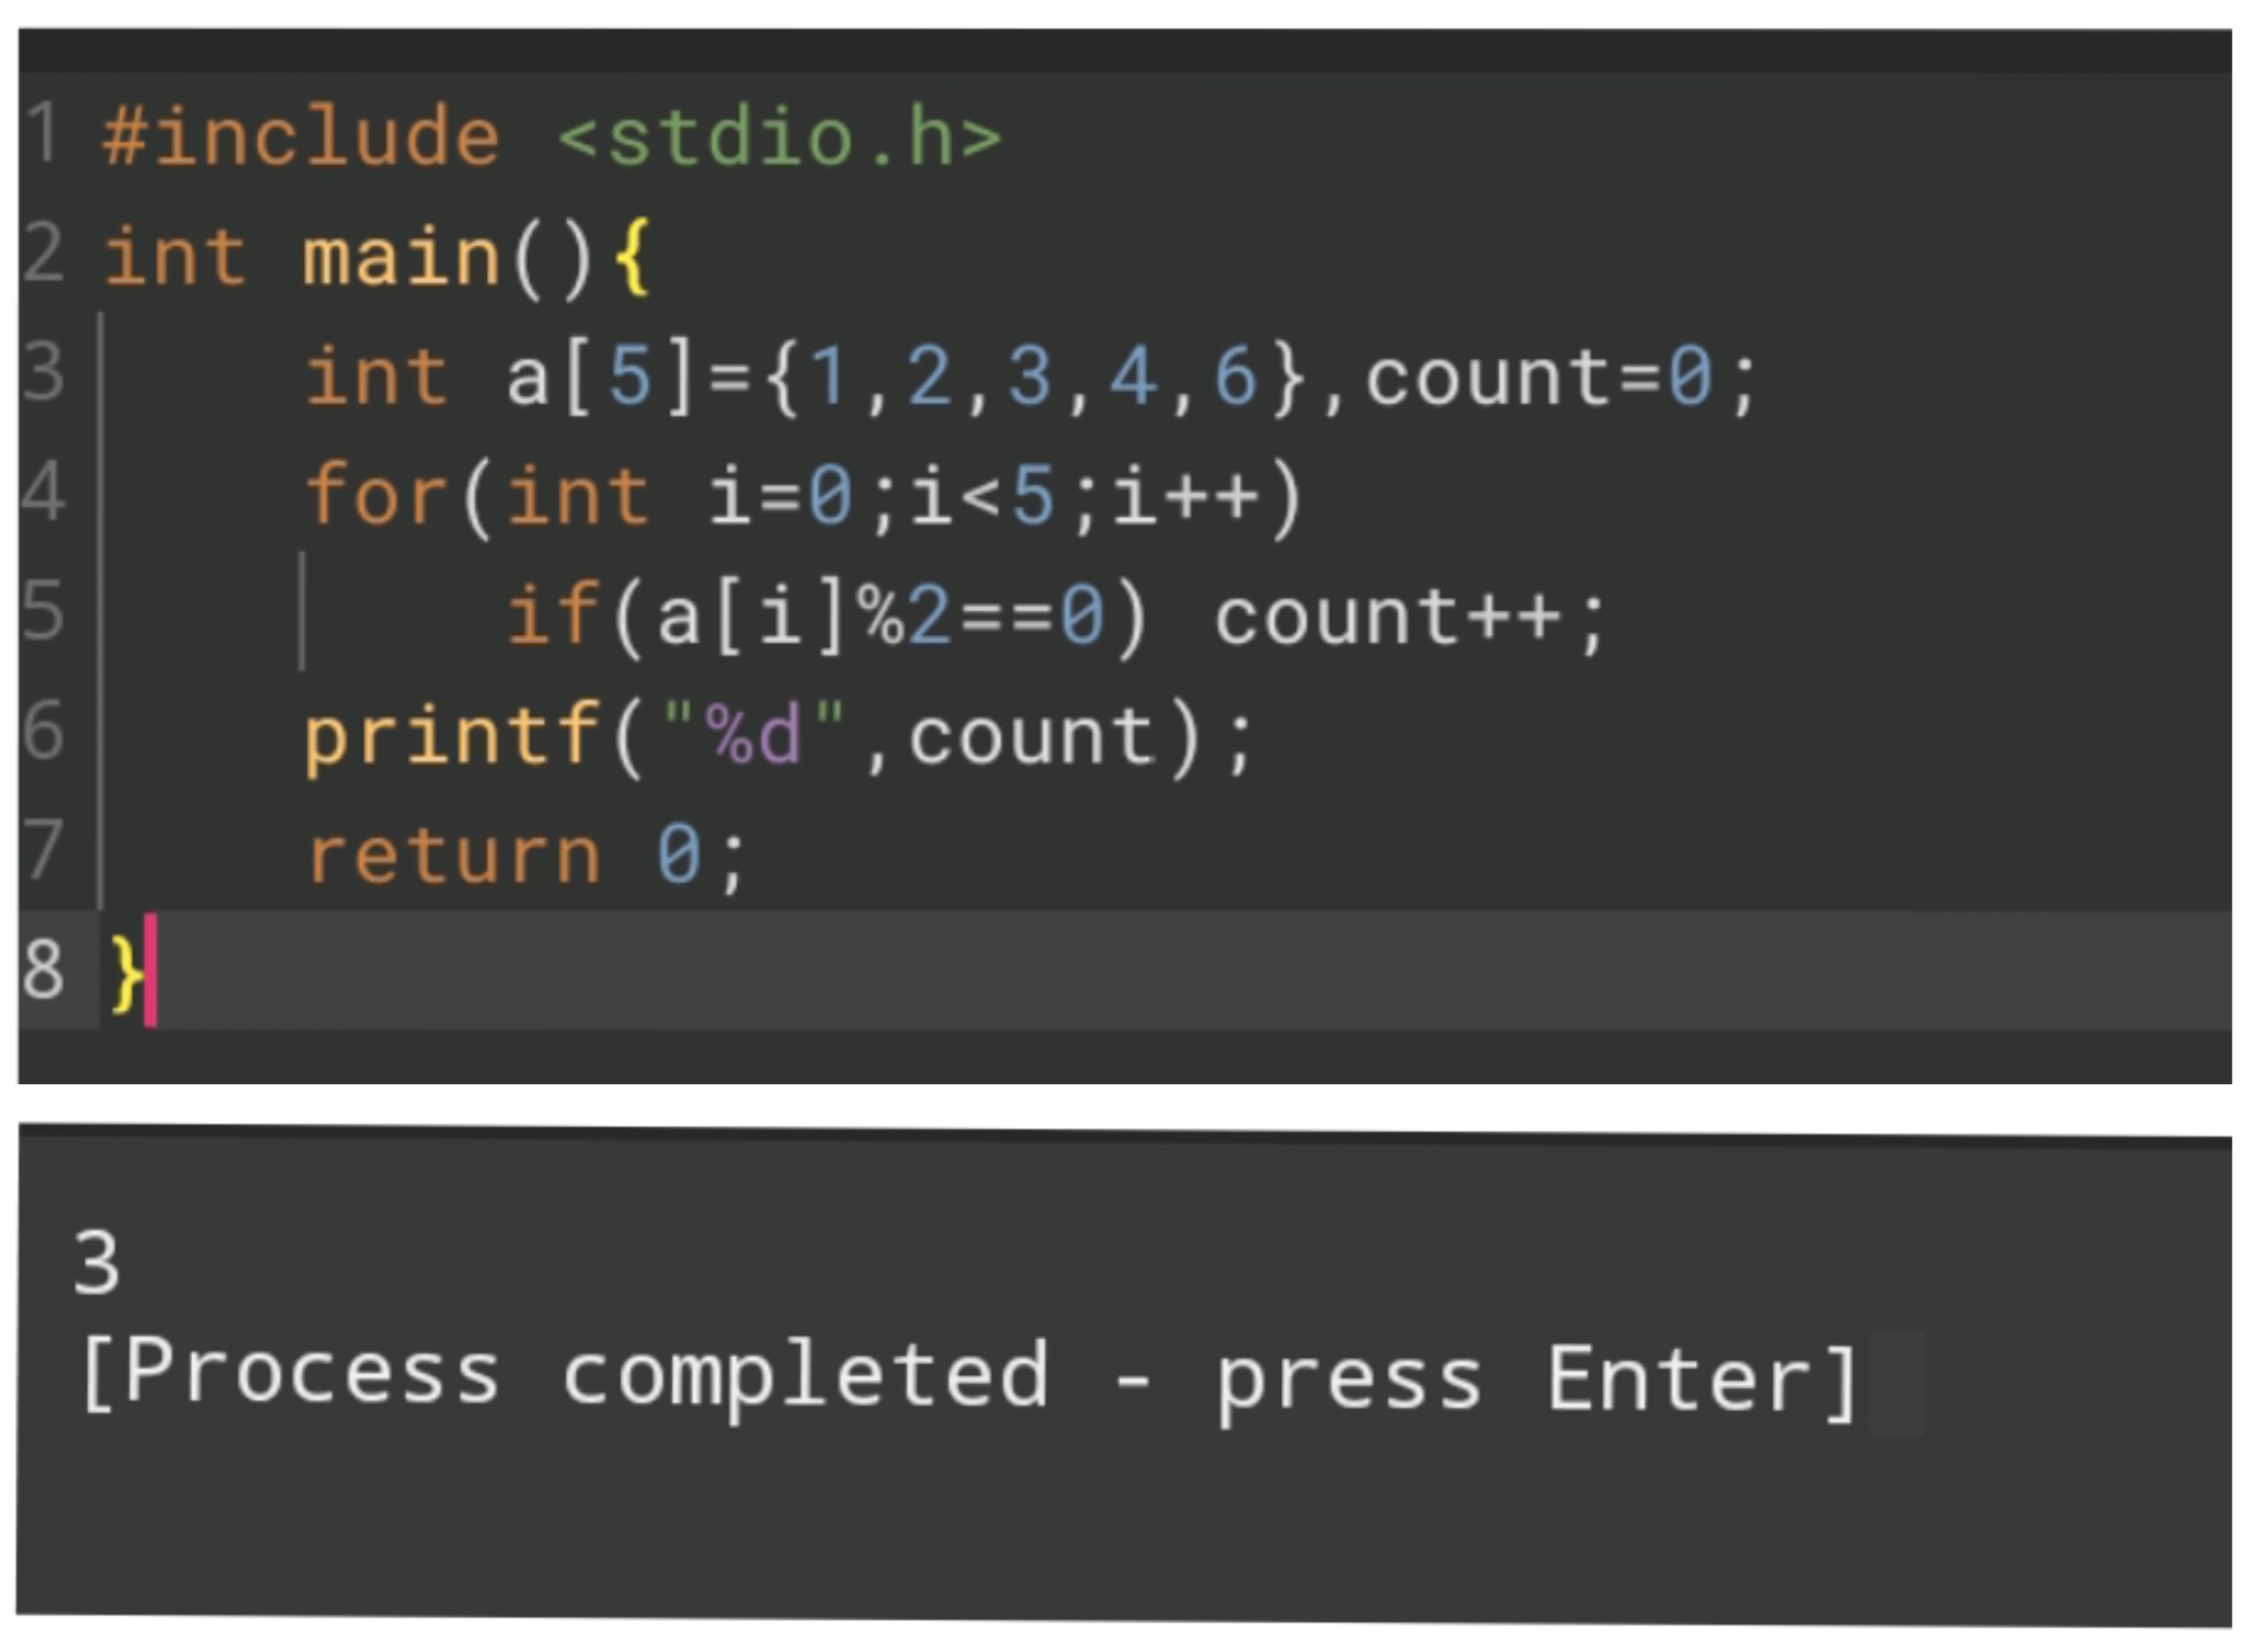 1 #include <stdio.h>
2 int main(){
3     int a[5]={1,2,3,4,6},count=0;
4     for(int i=0;i<5;i++)
5         if(a[i]%2==0) count++;
6     printf("%d",count);
7     return 0;
8 }
3
[Process completed - press Enter]